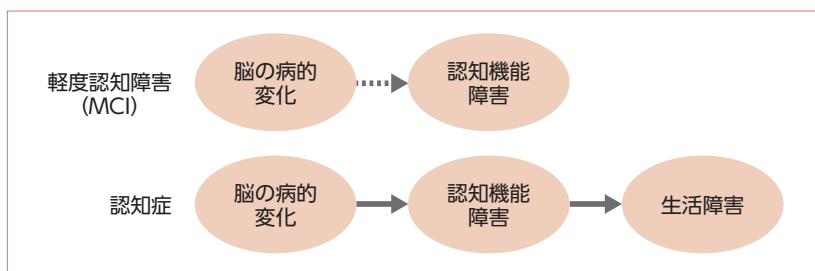 軽度認知障害
(MCI)
脳の病的
変化
認知機能
障害
認知症
脳の病的
変化
認知機能
障害
生活障害